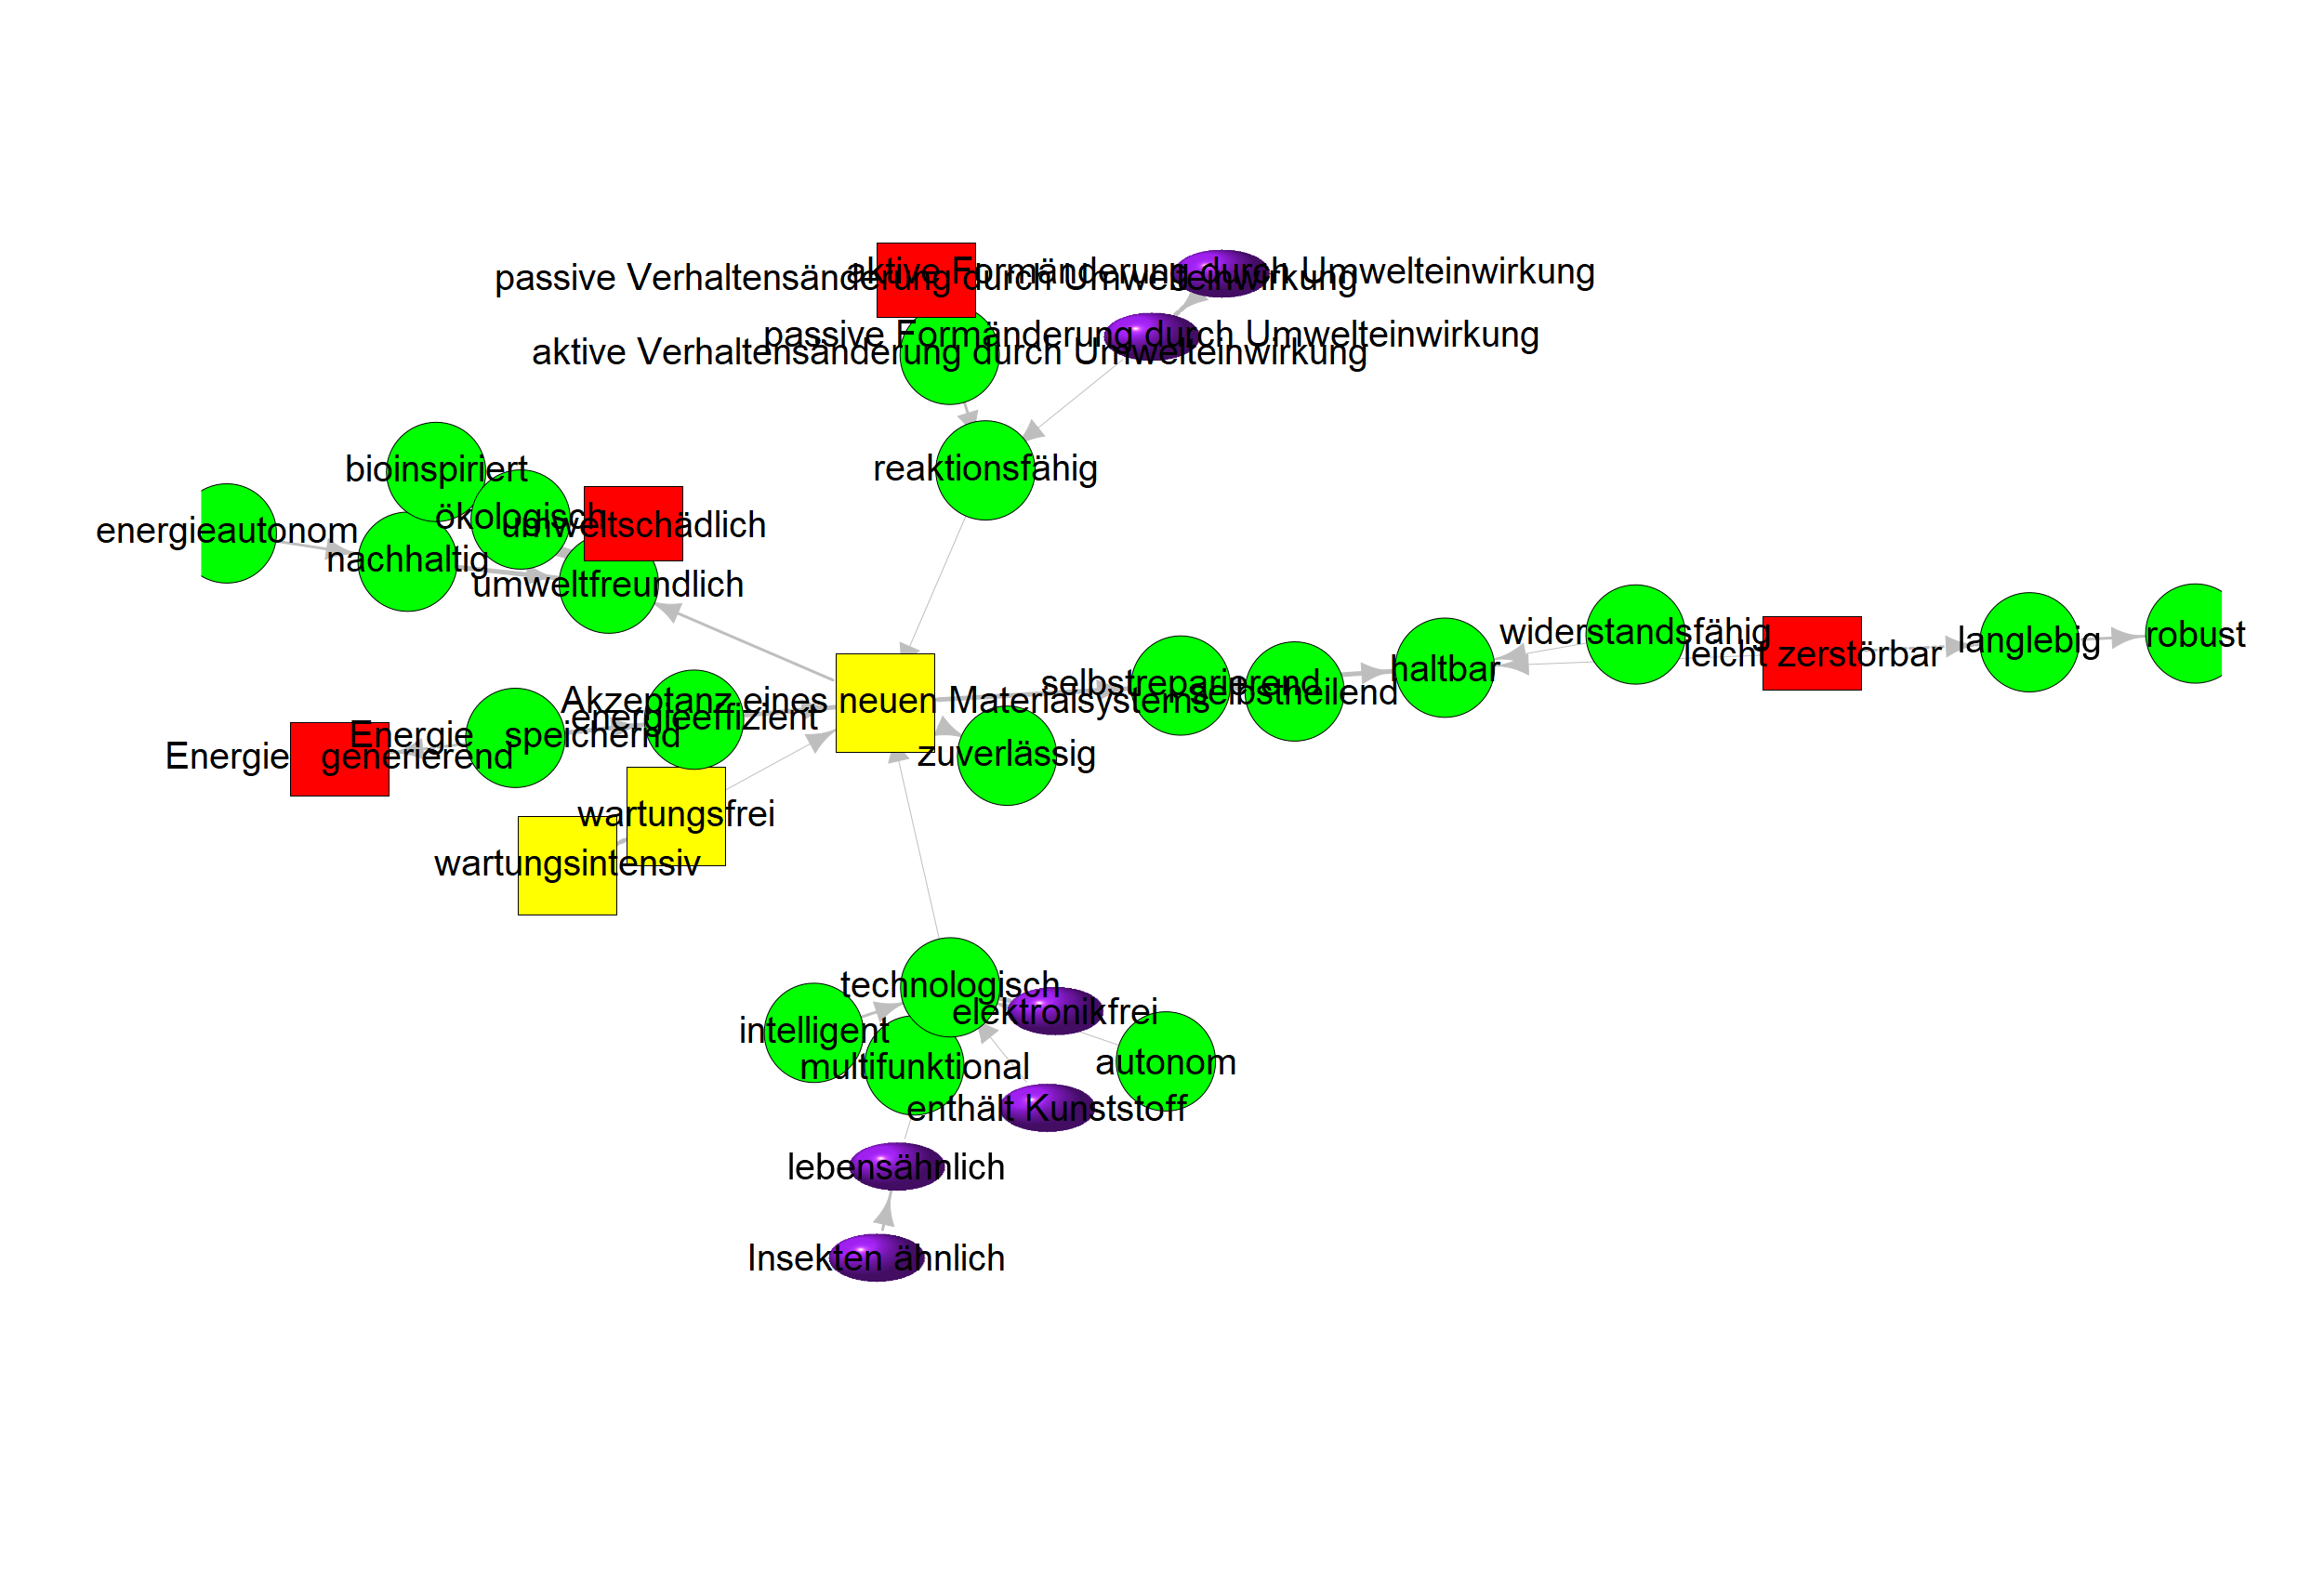 aktive Formänderung durch Umwelteinwirkung
passive Verhaltensänderung durch Umwelteinwirkung
passive Formänderung durch Umwelteinwirkung
aktive Verhaltensänderung durch Umwelteinwirkung
bioinspiriert
reaktionsfähig
ökologisch
umweltschädlich
energieautonom
nachhaltig
umweltfreundlich
widerstandsfähig
leicht zerstörbar
langlebig
robust
haltbar
selbstreparierend
selbstheilend
Akzeptanz eines neuen Materialsystems
energieeffizient
Energie speichernd
Energie generierend
zuverlässig
wartungsfrei
wartungsintensiv
technologisch
elektronikfrei
intelligent
multifunktional
autonom
enthält Kunststoff
lebensähnlich
Insekten ähnlich